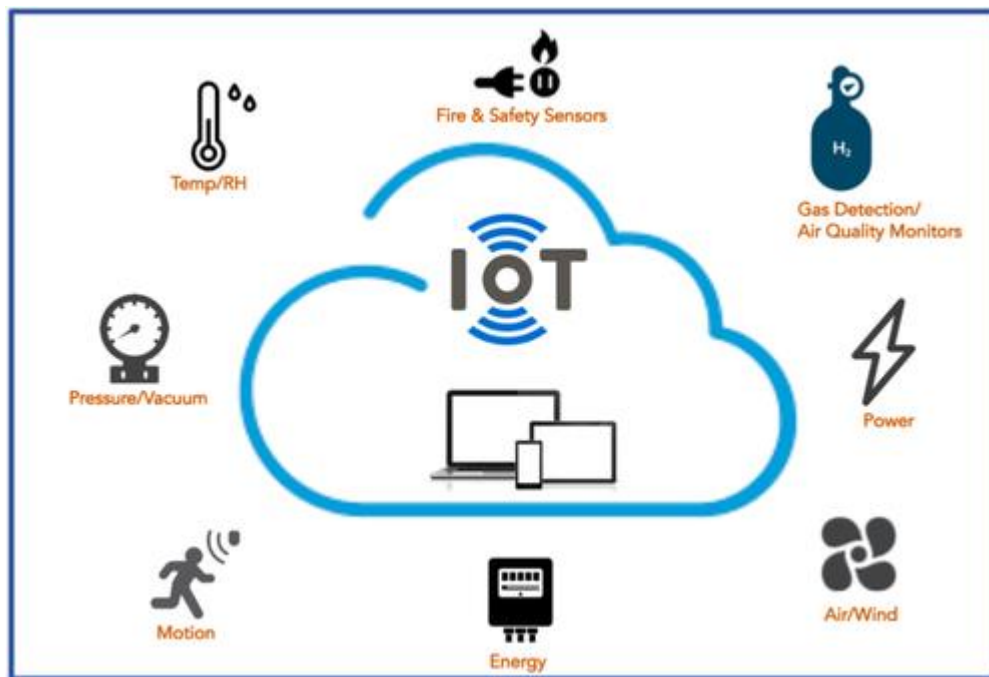 Fire & Safety Sensors
Temp/RH
H₂
Gas Detection/
Air Quality Monitors
IoT
Pressure/Vacuum
Power
Motion
Energy
Air/Wind